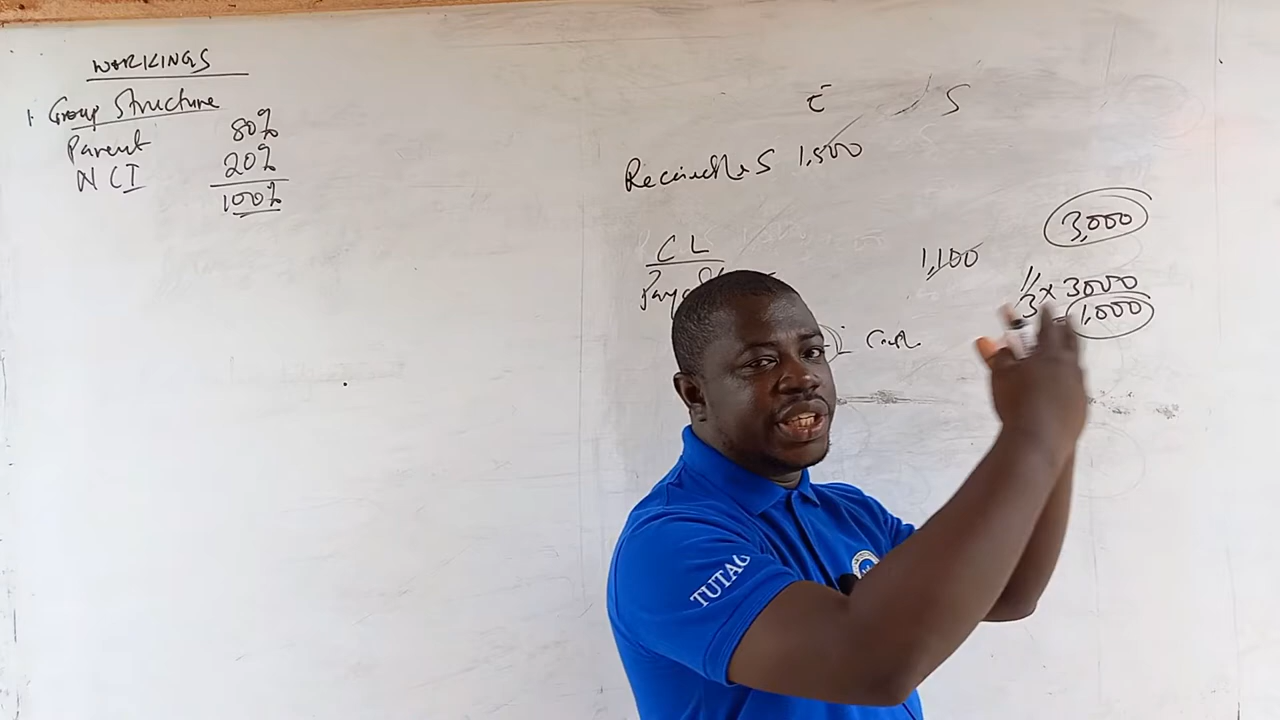 WORKINGS
1. Group Structure
Parent 80%
NCI 20%
100%
S
Receivables 1,500
3,000
CL
1,100
1/3 x 3000
1,000
Cash
TUTAG